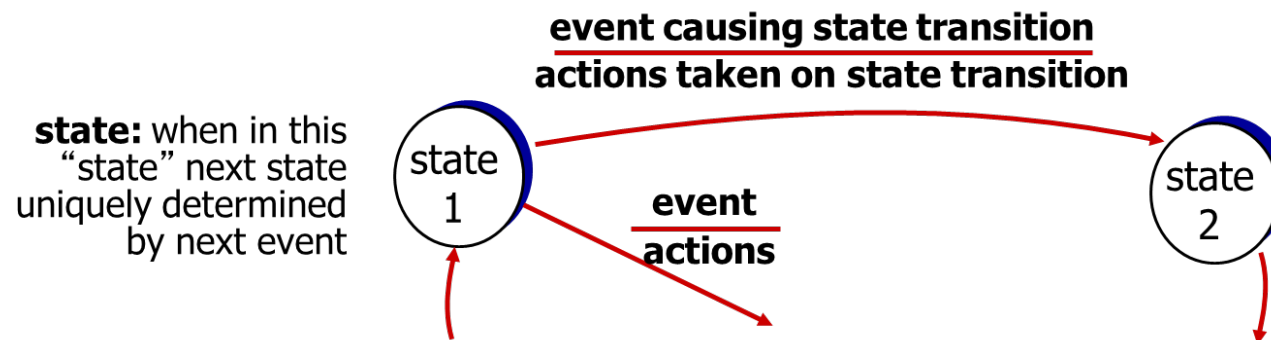 event causing state transition
actions taken on state transition
state: when in this
“state” next state
uniquely determined
by next event
state
1
event
actions
state
2